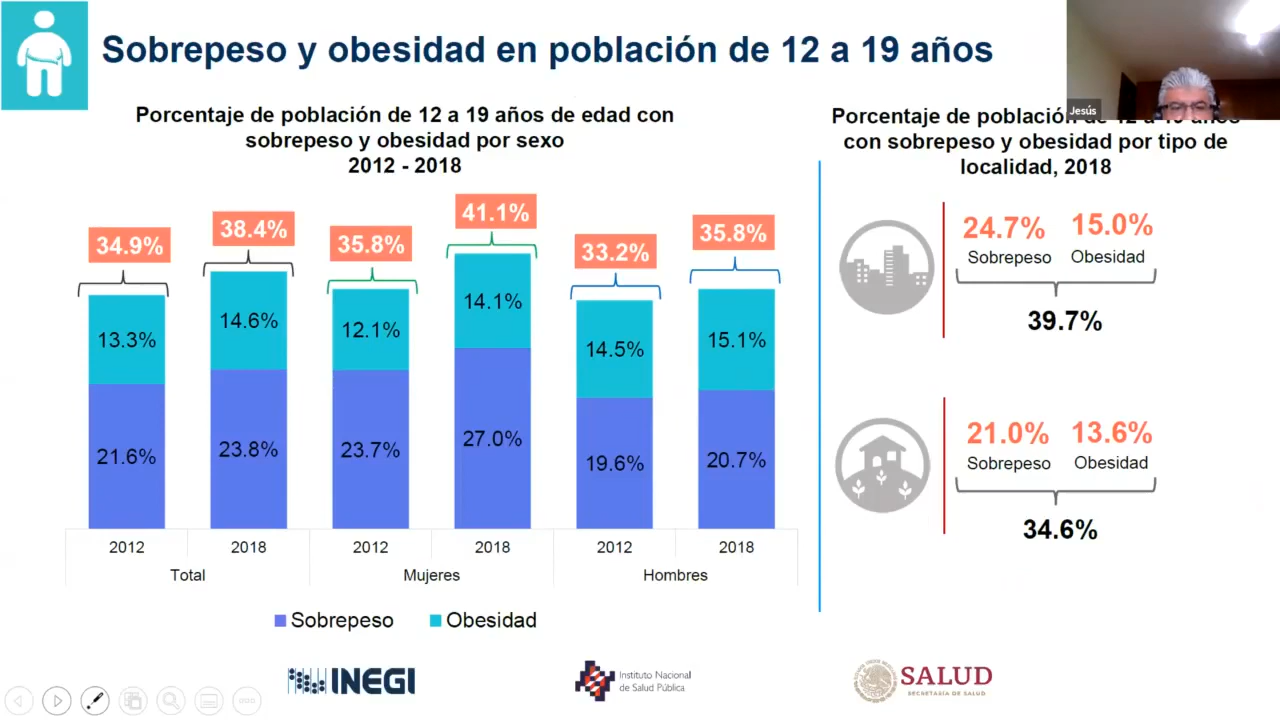 Sobrepeso y obesidad en población de 12 a 19 años
Jesús
Porcentaje de población de 12 a 19 años de edad con
sobrepeso y obesidad por sexo
2012 - 2018
34.9%
38.4%
35.8%
41.1%
33.2%
35.8%
13.3%
14.6%
12.1%
14.1%
14.5%
15.1%
21.6%
23.8%
23.7%
27.0%
19.6%
20.7%
2012
2018
2012
2018
2012
2018
Total
Mujeres
Hombres
Sobrepeso
Obesidad
Porcentaje de población de 12 a 19 años
con sobrepeso y obesidad por tipo de
localidad, 2018
24.7%
15.0%
Sobrepeso
Obesidad
39.7%
21.0%
13.6%
Sobrepeso
Obesidad
34.6%
INEGI
Instituto Nacional
de Salud Pública
SALUD
SECRETARÍA DE SALUD